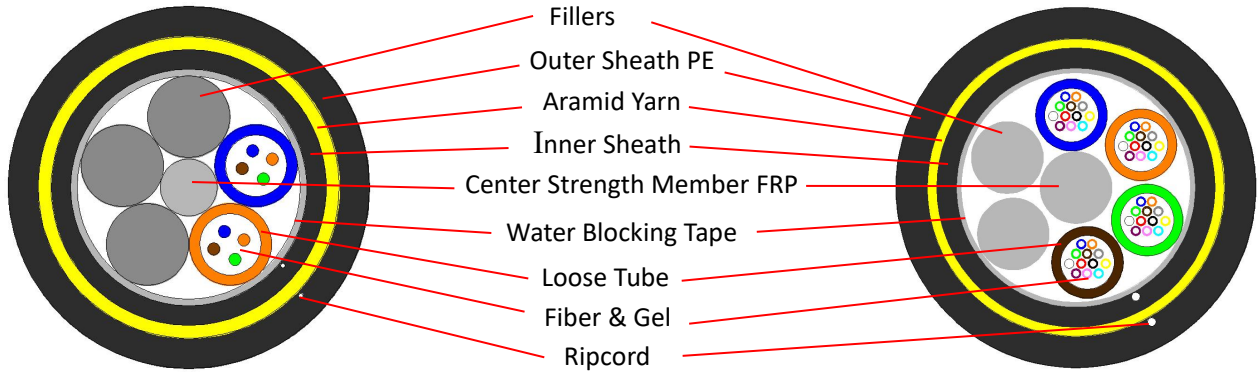 Fillers
Outer Sheath PE
Aramid Yarn
Inner Sheath
Center Strength Member FRP
Water Blocking Tape
Loose Tube
Fiber & Gel
Ripcord